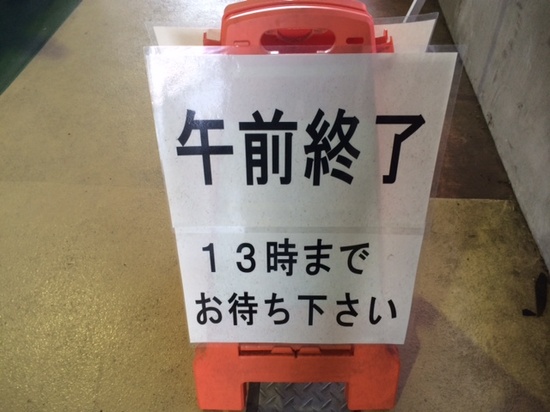 午前終了
１３時まで
お待ち下さい